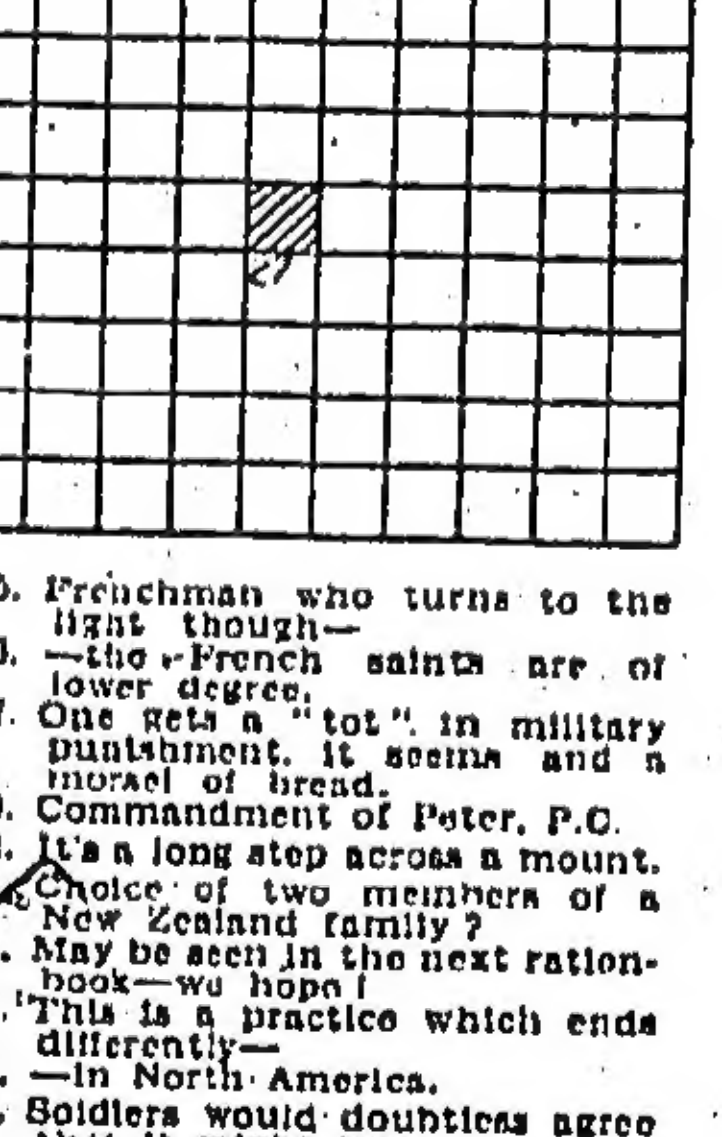 Frenchman who turns to the
light though—
—the French saints are of
lower degree.
One gets a "tot" in military
punishment, it seems and a
morsel of bread.
Commandment of Peter, P.C.
It's a long step across a mount.
Choice of two members of a
New Zealand family?
May be seen in the next ration-
book—we hope!
This is a practice which ends
differently—
—in North America.
Soldiers would doubtless agree